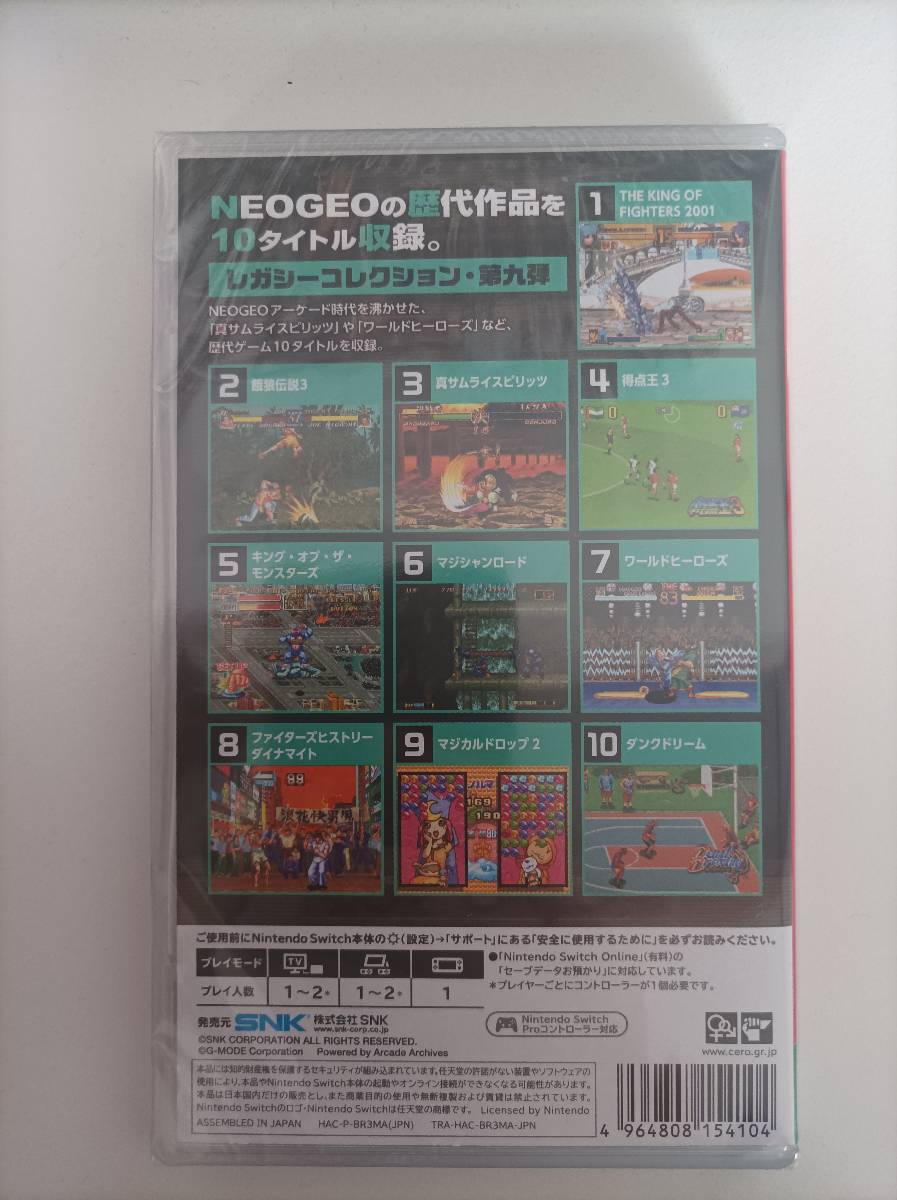 NEOGEOの歴代作品を
10タイトル収録。
レガシーコレクション・第九弾
NEOGEOアーケード時代を沸かせた、
「真サムライスピリッツ」や「ワールドヒーローズ」など、
歴代ゲーム10タイトルを収録。
1 THE KING OF
FIGHTERS 2001
2 餓狼伝説3
3 真サムライスピリッツ
4 得点王3
0 0
5 キング・オブ・ザ・
モンスターズ
6 マジシャンロード
7 ワールドヒーローズ
83
8 ファイターズヒストリー
ダイナマイト
浪花快男児
9 マジカルドロップ2
169
190
10 ダンクドリーム
ご使用前にNintendo Switch本体の(設定)→「サポート」にある「安全に使用するために」を必ずお読みください。
プレイモード TV
プレイ人数 1~2* 1~2* 1
●「Nintendo Switch Online」(有料)の
「セーブデータお預かり」に対応しています。
*プレイヤーごとにコントローラーが1個必要です。
発売元 SNK 株式会社SNK
www.snk-corp.co.jp
Nintendo Switch
Proコントローラー対応
©SNK CORPORATION ALL RIGHTS RESERVED.
©G-MODE Corporation Powered by Arcade Archives
www.cero.gr.jp
本品には知的財産権を保護するセキュリティが組み込まれています。任天堂の許諾がない装置やソフトウェアの
使用により、本品やNintendo Switch本体の起動やオンライン接続ができなくなる可能性があります。
本品は日本国内だけの販売とし、また商業目的の使用や無断複製および賃貸は禁止されています。
Nintendo Switchのロゴ・Nintendo Switchは任天堂の商標です。 Licensed by Nintendo
ASSEMBLED IN JAPAN HAC-P-BR3MA(JPN) TRA-HAC-BR3MA-JPN
4 964808 154104